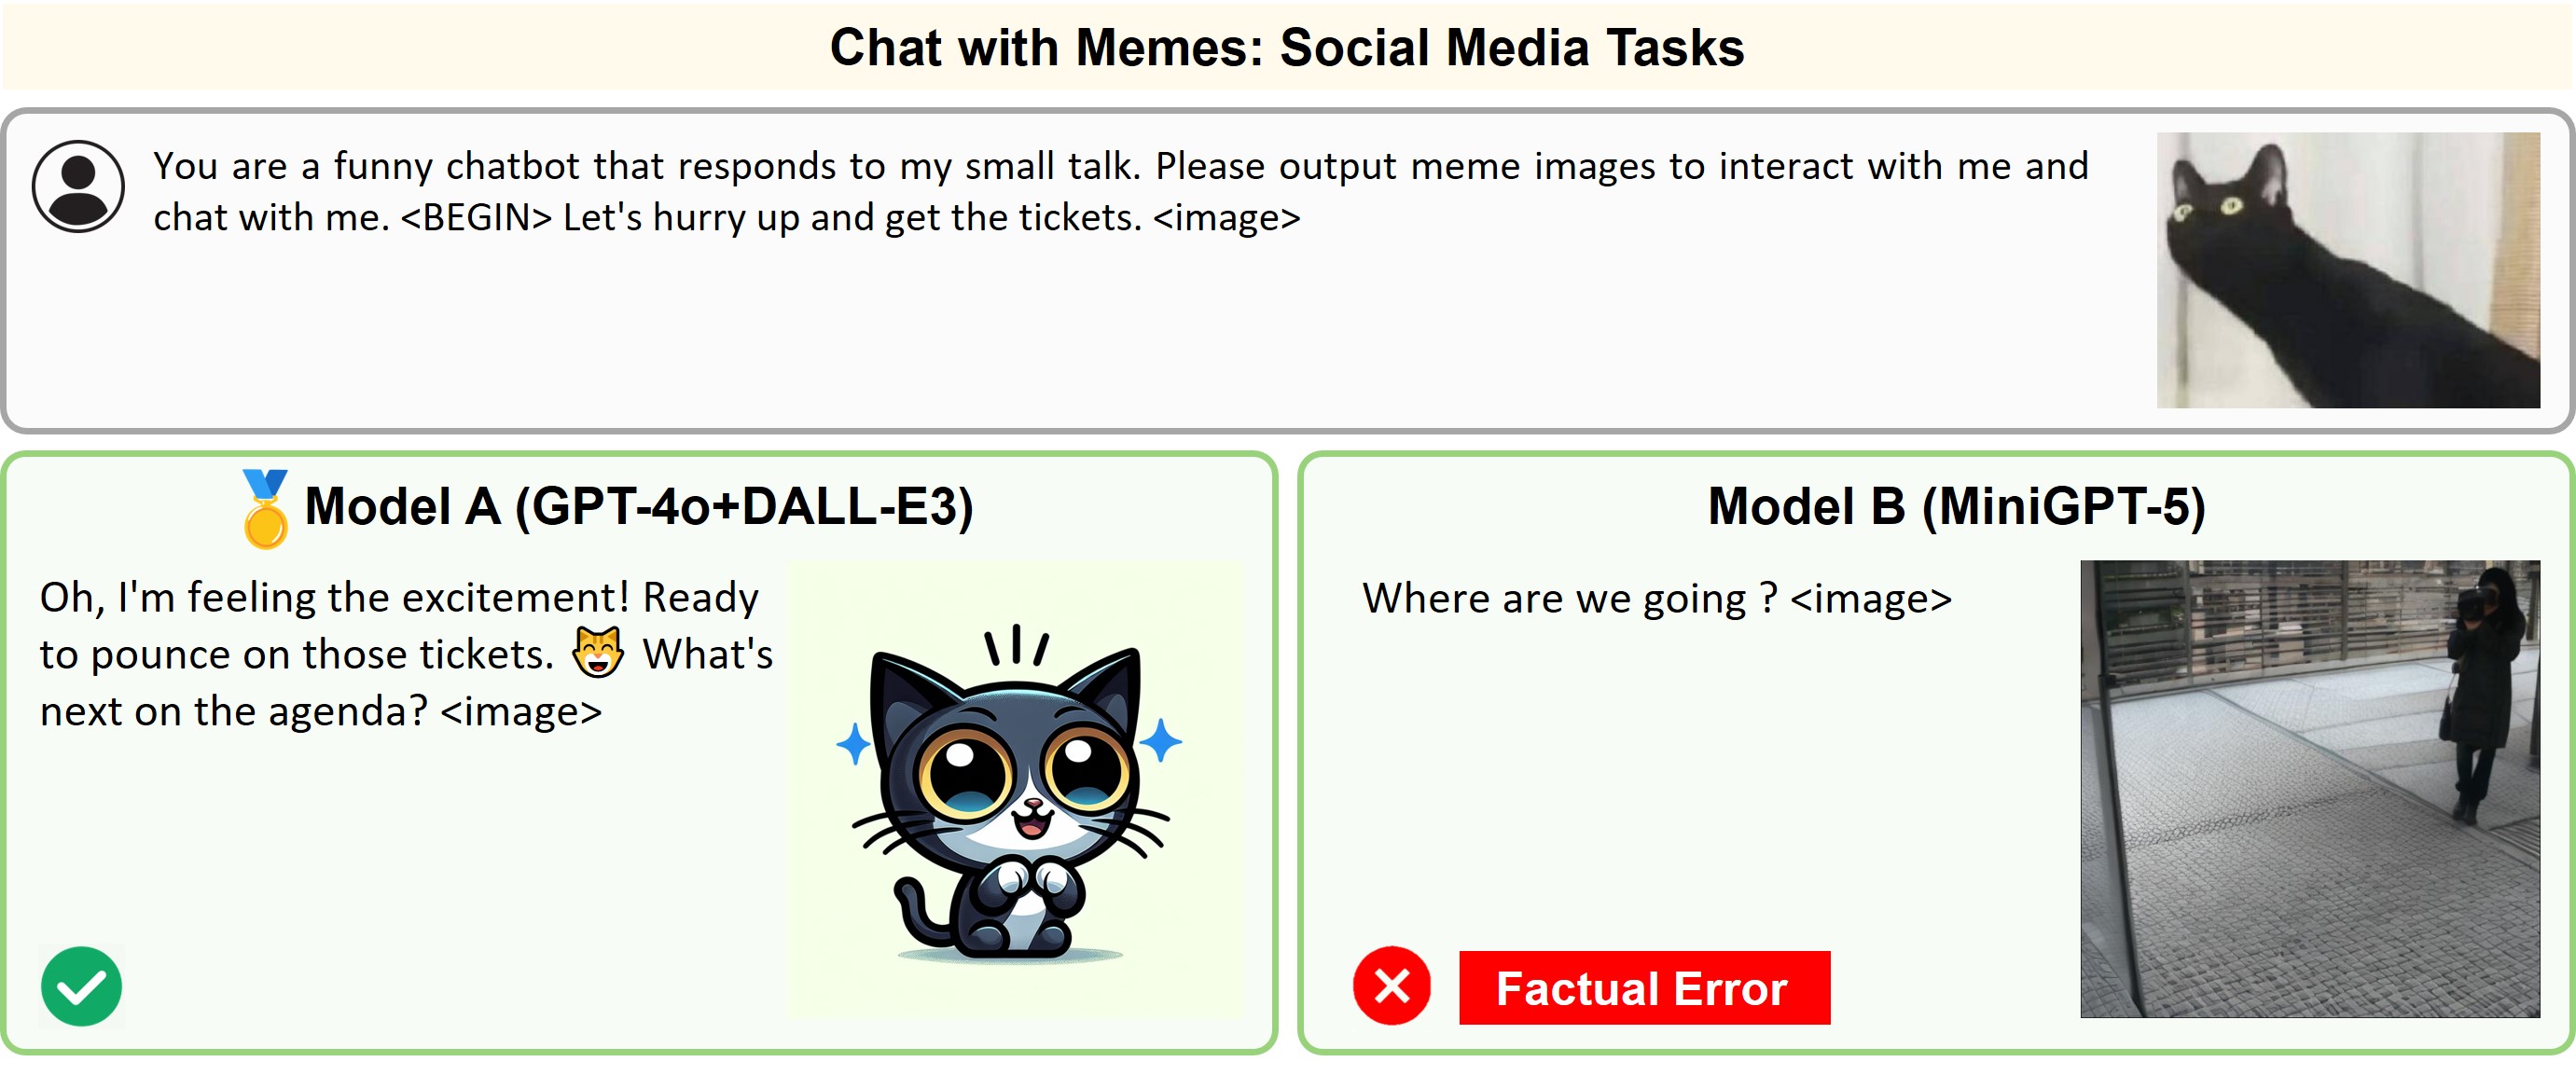 Chat with Memes: Social Media Tasks
You are a funny chatbot that responds to my small talk. Please output meme images to interact with me and
chat with me. <BEGIN> Let's hurry up and get the tickets. <image>
Model A (GPT-4o+DALL-E3)
Oh, I'm feeling the excitement! Ready
to pounce on those tickets. 😸 What's
next on the agenda? <image>
Model B (MiniGPT-5)
Where are we going ? <image>
Factual Error